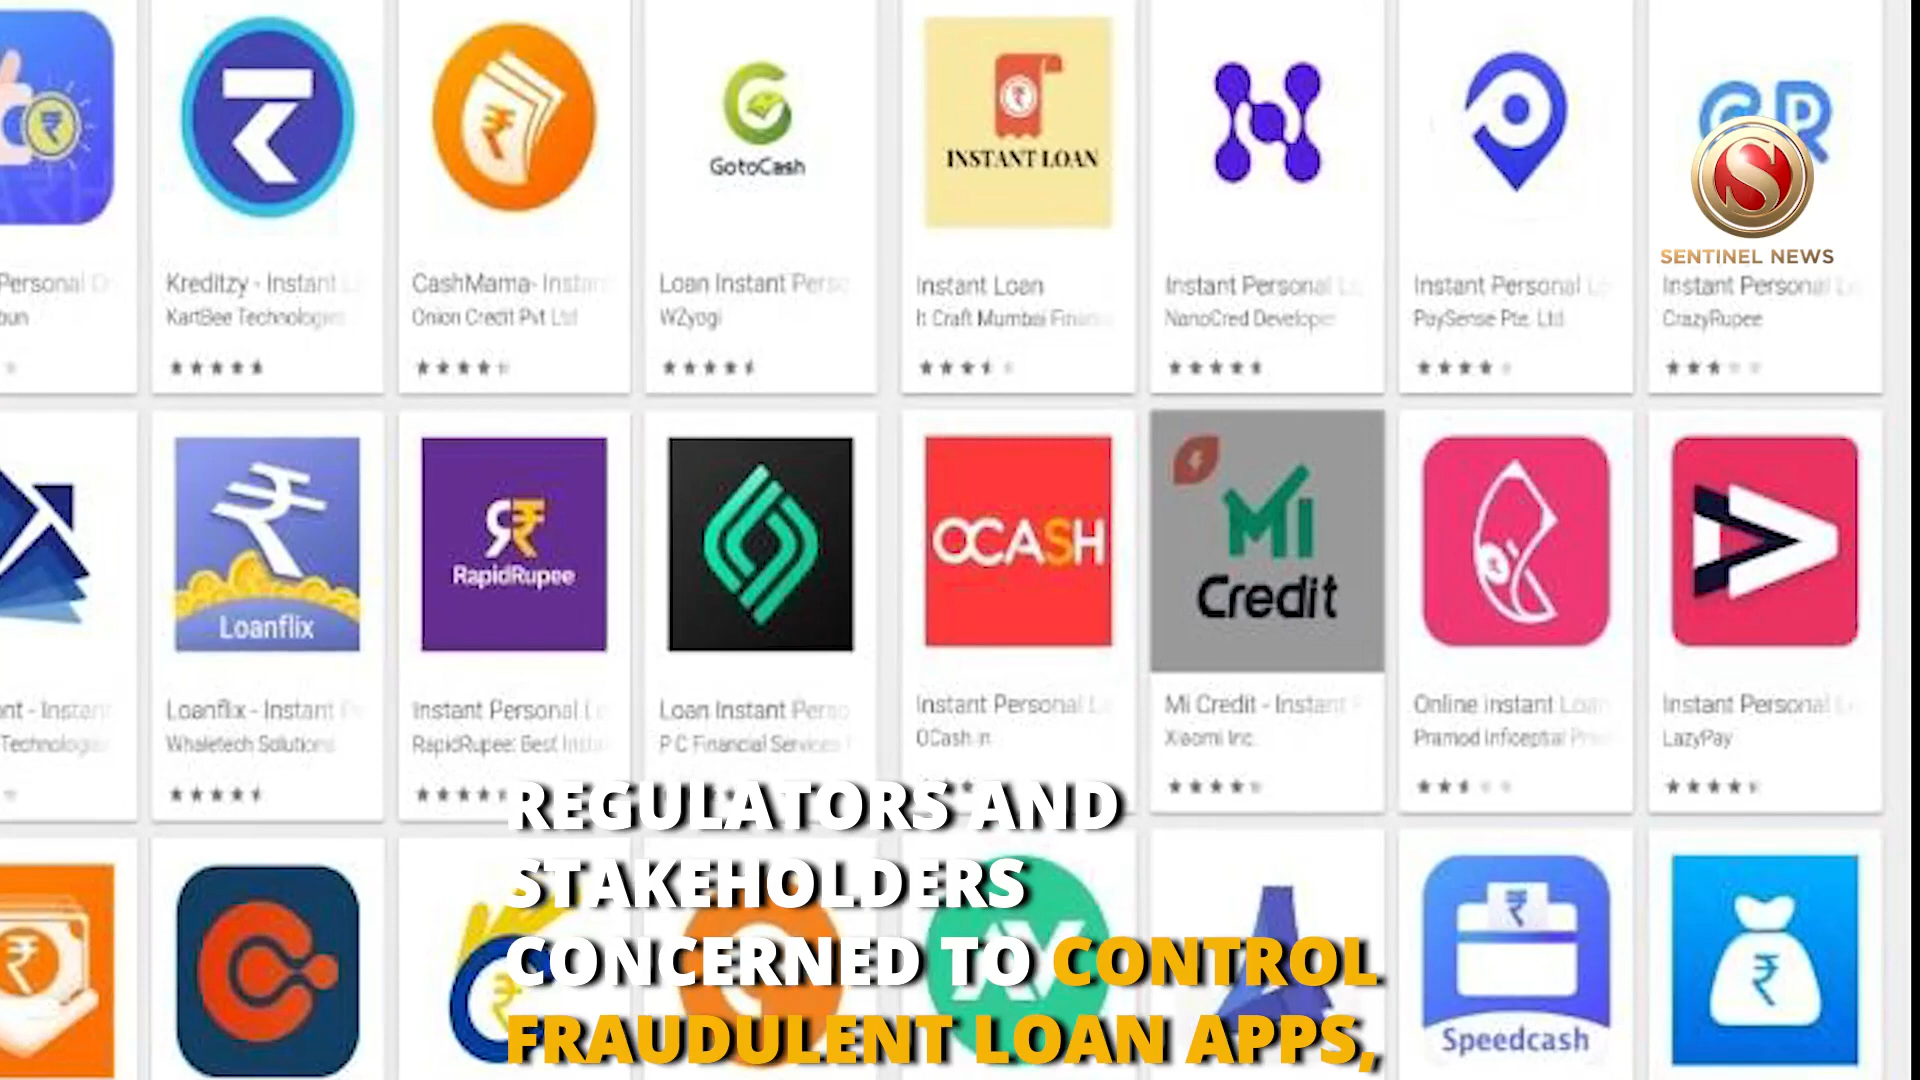 GotoCash
INSTANT LOAN
SENTINEL NEWS
Personal
Kreditzy - Instant
CashMama- Instant
Loan Instant Perso
Instant Loan
Instant Personal
Instant Personal
Instant Personal
KartBee Technologies
Onion Credit Pvt Ltd
WZyogi
It Craft Mumbai Finan
NanoCred Developer
PaySense Pte. Ltd.
CrazyRupee
Loanflix
RapidRupee
OCASH
Mi
Credit
Loanflix - Instant
Instant Personal
Loan Instant Perso
Instant Personal
Mi Credit - Instant
Online instant Loan
Instant Personal
Technologie
Whaletech Solutions
RapidRupee: Best Insta
P C Financial Services
OCash in
Xiaomi Inc.
Pramod Inficeptial
LazyPay
REGULATORS AND
STAKEHOLDERS
CONCERNED TO CONTROL
FRAUDULENT LOAN APPS,
Speedcash